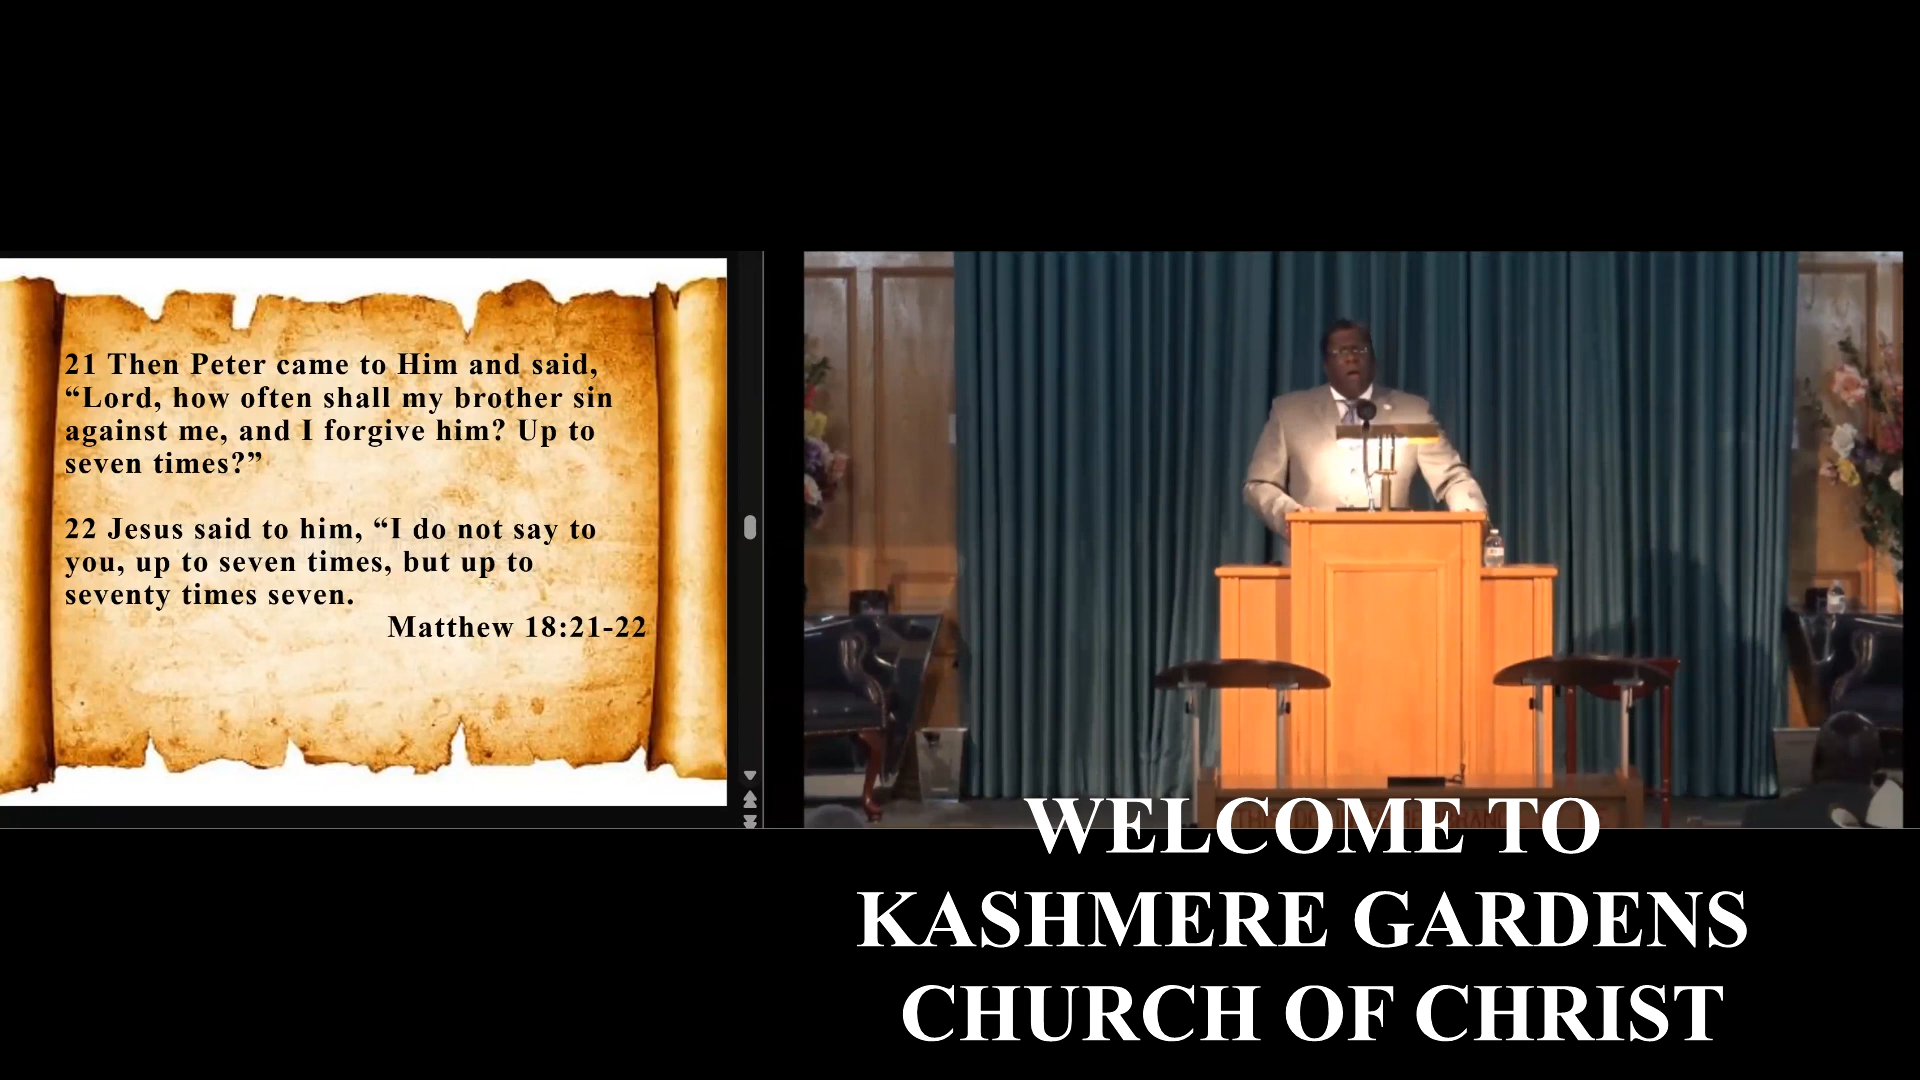 21 Then Peter came to Him and said,
“Lord, how often shall my brother sin
against me, and I forgive him? Up to
seven times?”
22 Jesus said to him, “I do not say to
you, up to seven times, but up to
seventy times seven.
Matthew 18:21-22
WELCOME TO
KASHMERE GARDENS
CHURCH OF CHRIST